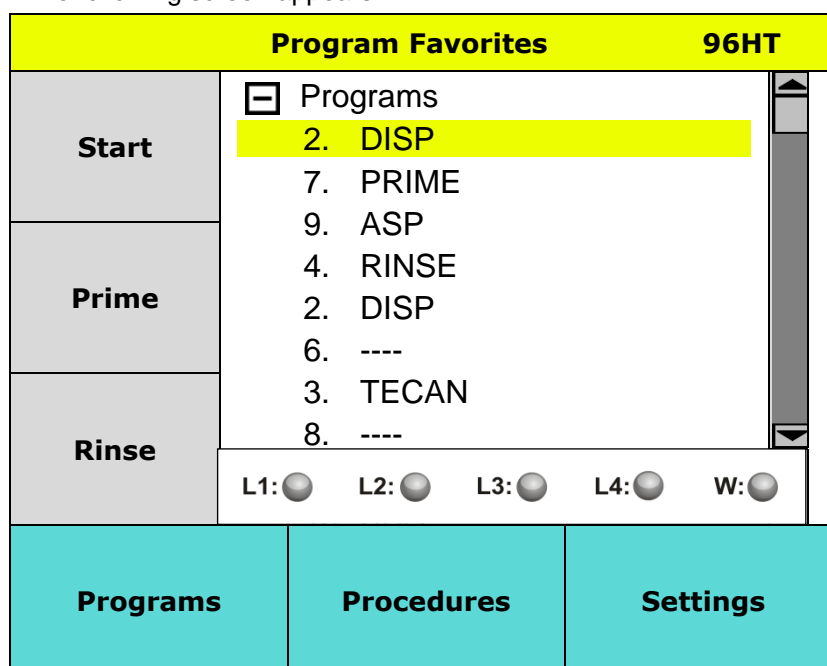 Program Favorites 96HT
Start
Prime
Rinse
Programs
2. DISP
7. PRIME
9. ASP
4. RINSE
2. DISP
6. ----
3. TECAN
8. ----
L1: L2: L3: L4: W:
Programs Procedures Settings